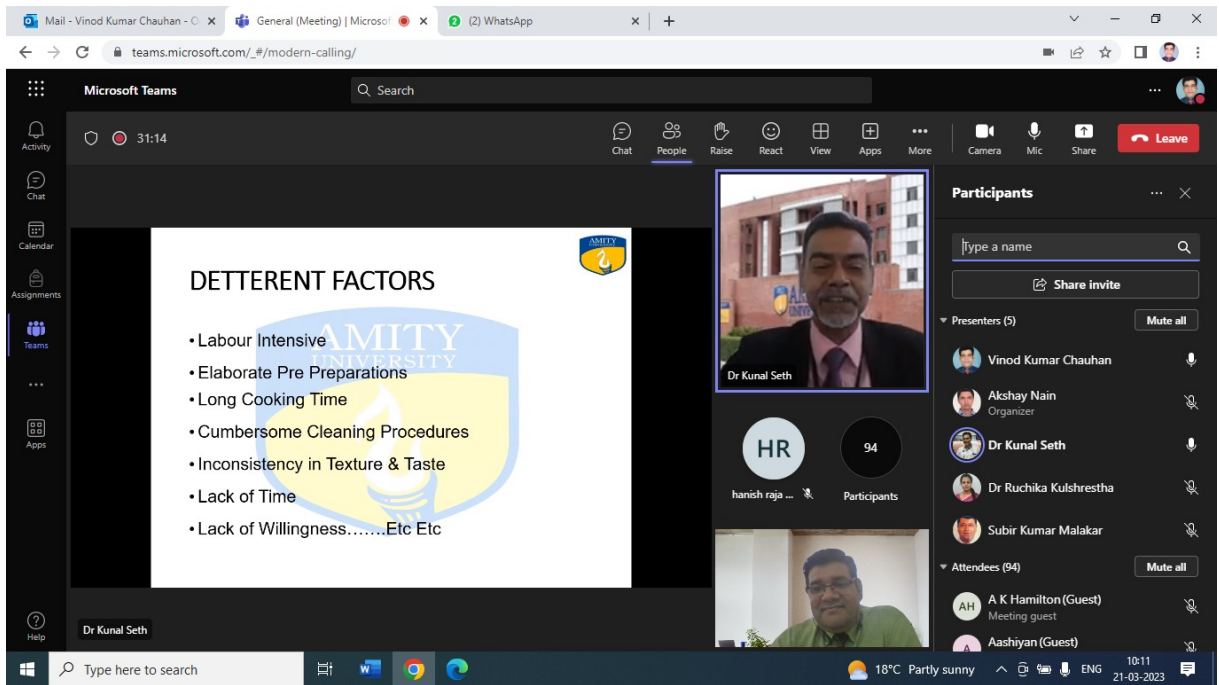 Mail - Vinod Kumar Chauhan - O
General (Meeting) | Microsof
(2) WhatsApp
teams.microsoft.com/_#/modern-calling/
Microsoft Teams
Search
Activity
Chat
Calendar
Assignments
Teams
Apps
Help
31:14
Chat
People
Raise
React
View
Apps
More
Camera
Mic
Share
Leave
AMITY
DETTERENT FACTORS
AMITY
UNIVERSITY
•Labour Intensive
•Elaborate Pre Preparations
•Long Cooking Time
•Cumbersome Cleaning Procedures
•Inconsistency in Texture & Taste
•Lack of Time
•Lack of Willingness…….Etc Etc
Dr Kunal Seth
Dr Kunal Seth
HR
hanish raja ...
94
Participants
Participants
Type a name
Share invite
Presenters (5)
Mute all
Vinod Kumar Chauhan
Akshay Nain
Organizer
Dr Kunal Seth
Dr Ruchika Kulshrestha
Subir Kumar Malakar
Attendees (94)
Mute all
AH
A K Hamilton (Guest)
Meeting guest
A
Aashiyan (Guest)
Type here to search
18°C Partly sunny
ENG
10:11
21-03-2023